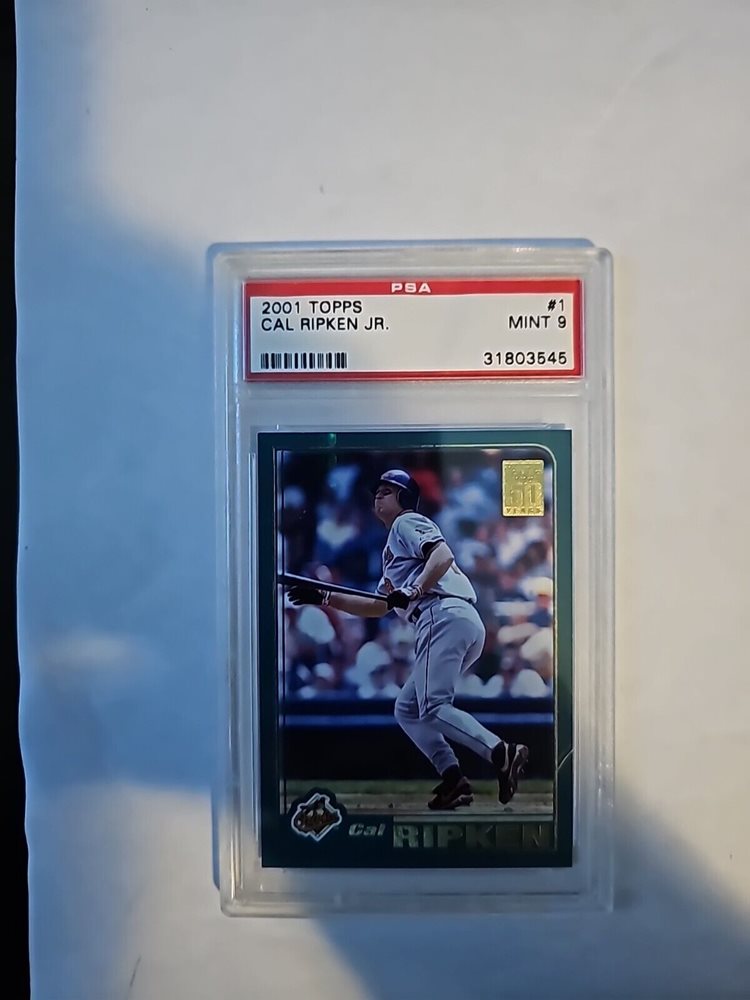 PSA
2001 TOPPS #1
CAL RIPKEN JR. MINT 9
31803545
50
YEARS
Cal RIPKEN